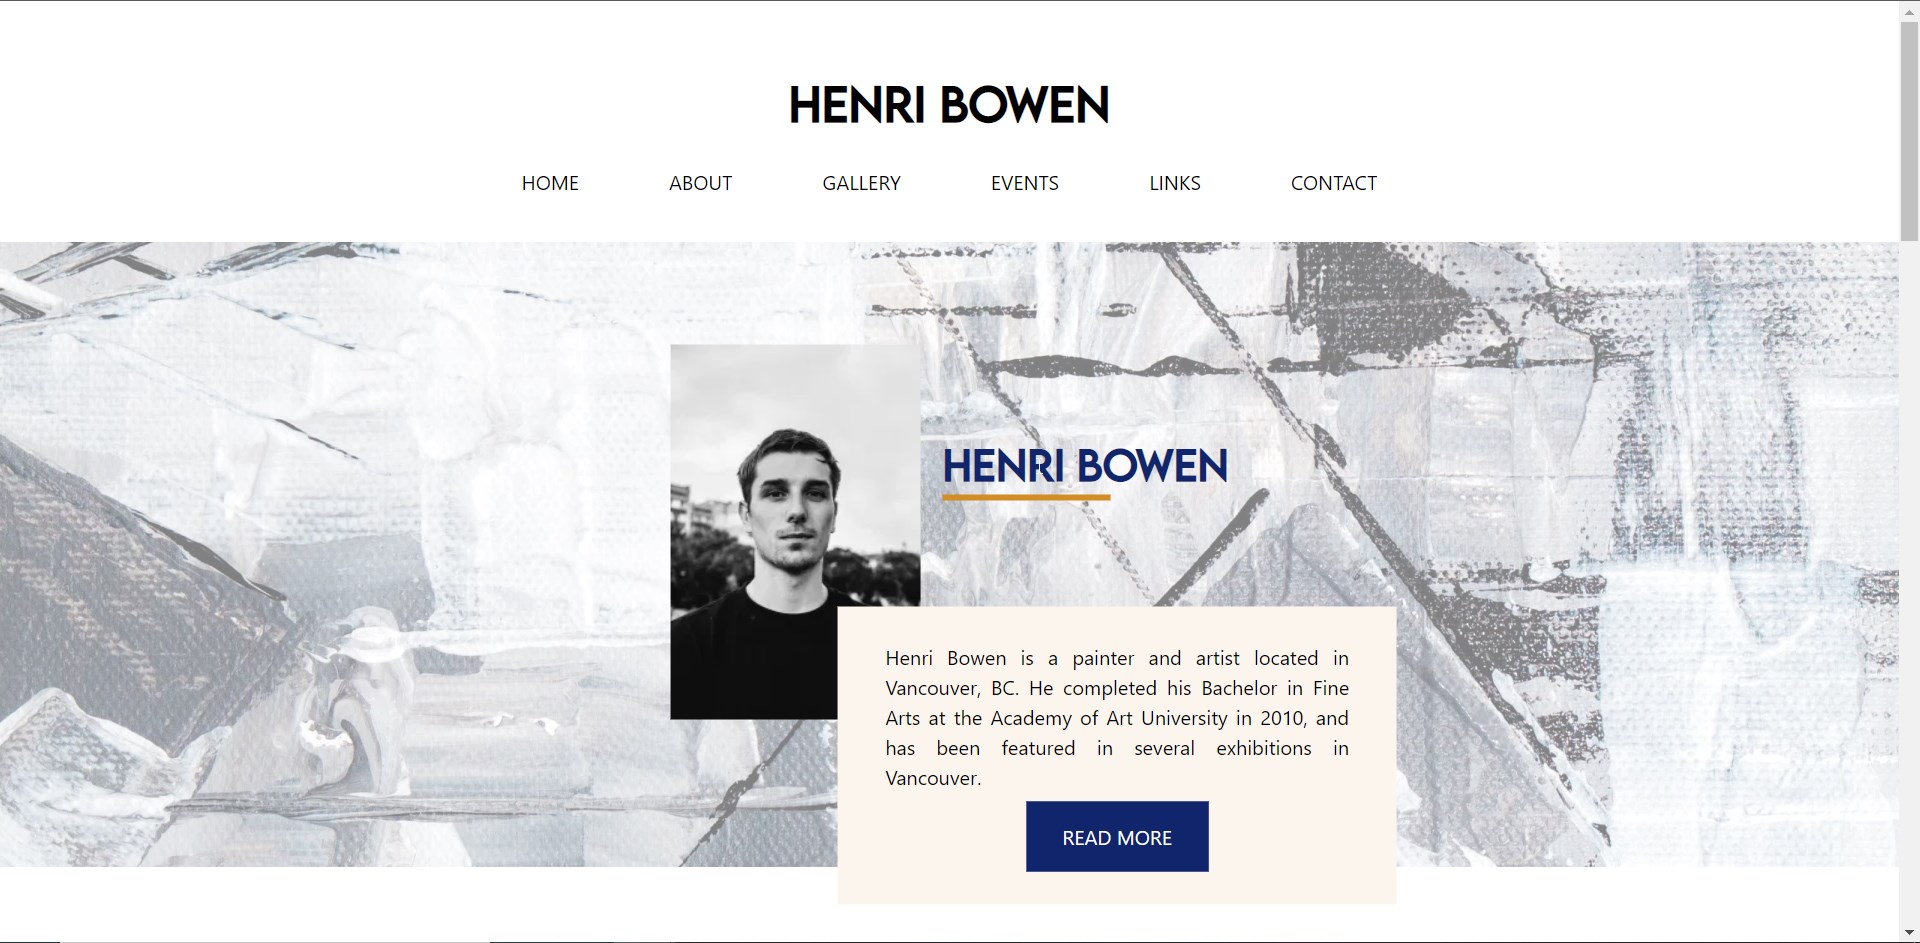 HENRI BOWEN
HOME ABOUT GALLERY EVENTS LINKS CONTACT
HENRI BOWEN
Henri Bowen is a painter and artist located in
Vancouver, BC. He completed his Bachelor in Fine
Arts at the Academy of Art University in 2010, and
has been featured in several exhibitions in
Vancouver.
READ MORE